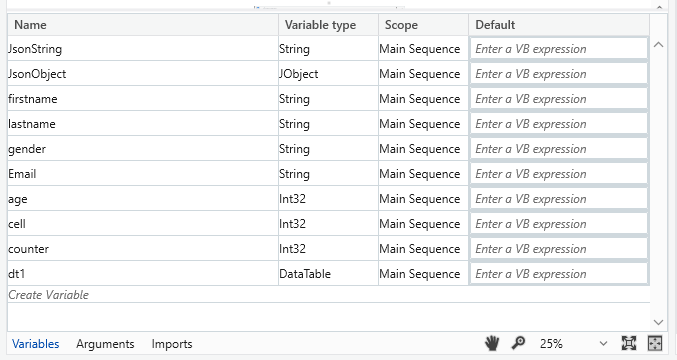 Name Variable type Scope Default
JsonString String Main Sequence Enter a VB expression
JsonObject JObject Main Sequence Enter a VB expression
firstname String Main Sequence Enter a VB expression
lastname String Main Sequence Enter a VB expression
gender String Main Sequence Enter a VB expression
Email String Main Sequence Enter a VB expression
age Int32 Main Sequence Enter a VB expression
cell Int32 Main Sequence Enter a VB expression
counter Int32 Main Sequence Enter a VB expression
dt1 DataTable Main Sequence Enter a VB expression
Create Variable
Variables Arguments Imports 25%